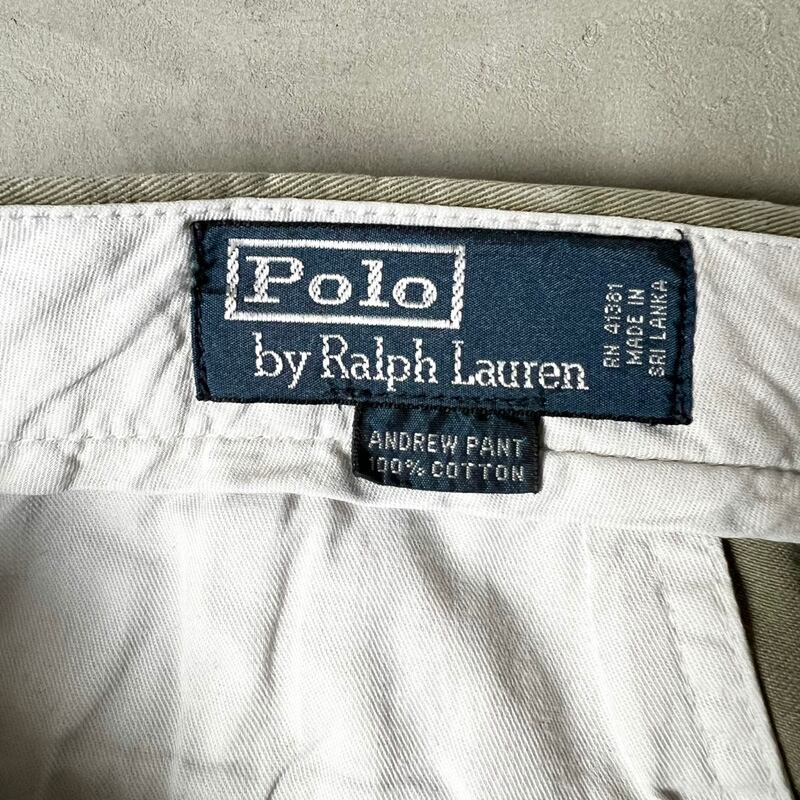 Polo
by Ralph Lauren
RN 41381
MADE IN
SRI LANKA
ANDREW PANT
100% COTTON